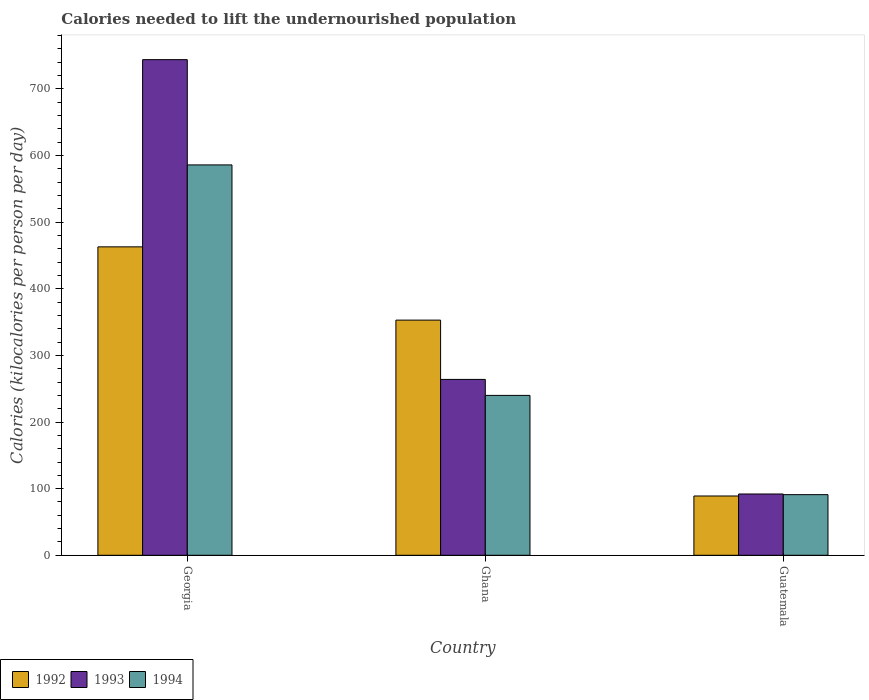 Calories needed to lift the undernourished population
Calories (kilocalories per person per day)
700
600
500
400
300
200
100
0
Georgia
Ghana
Guatemala
Country
1992
1993
1994